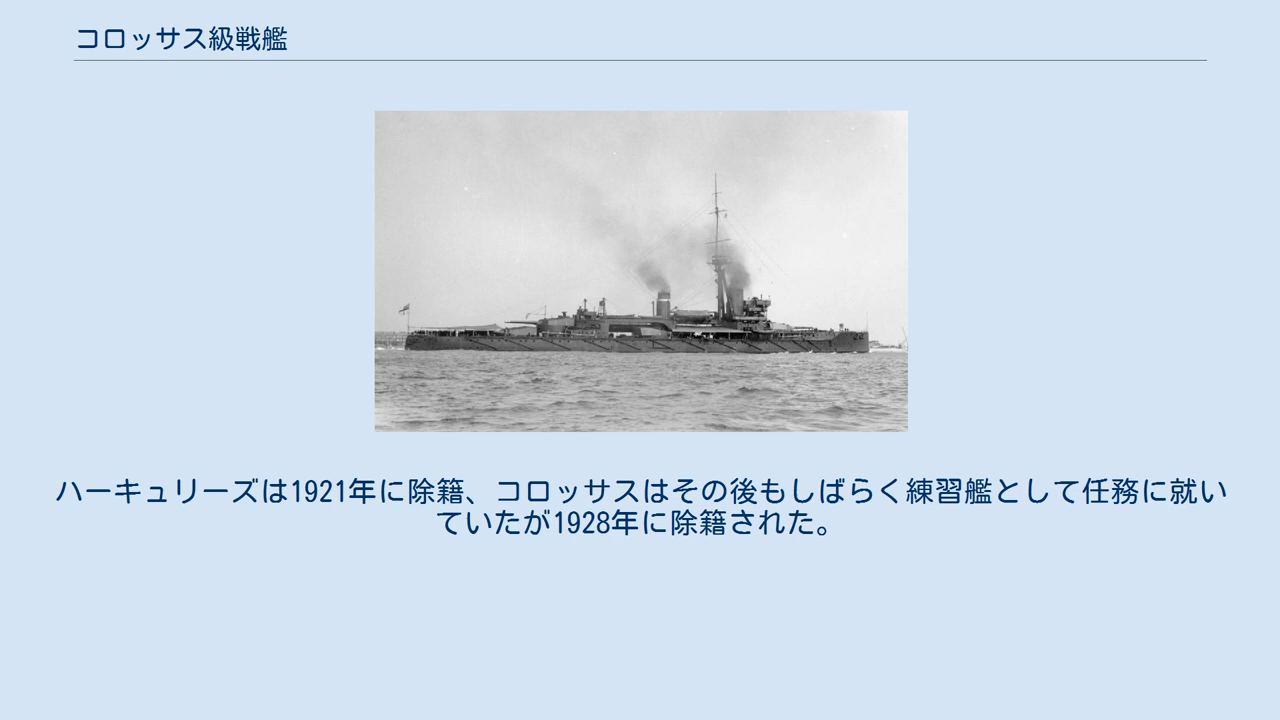 コロッサス級戦艦
ハーキュリーズは1921年に除籍、コロッサスはその後もしばらく練習艦として任務に就い
ていたが1928年に除籍された。